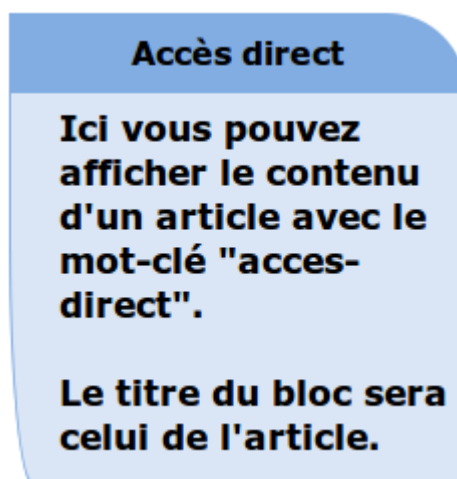 Accès direct
Ici vous pouvez
afficher le contenu
d'un article avec le
mot-clé "acces-
direct".
Le titre du bloc sera
celui de l'article.